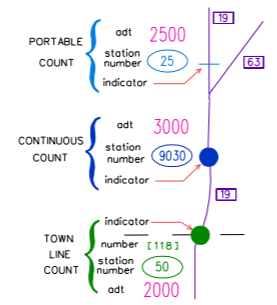 19
adt 2500
PORTABLE
COUNT
station
number 25
indicator
63
adt 3000
CONTINUOUS
COUNT
station
number 9030
indicator
19
indicator
TOWN
LINE
COUNT
number [118]
station
number 50
adt 2000